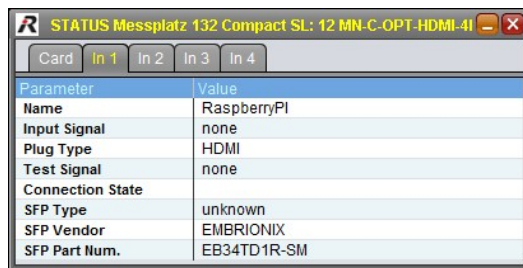 R STATUS Messplatz 132 Compact SL: 12 MN-C-OPT-HDMI-4I
Card In 1 In 2 In 3 In 4
Parameter Value
Name RaspberryPI
Input Signal none
Plug Type HDMI
Test Signal none
Connection State
SFP Type unknown
SFP Vendor EMBRIONIX
SFP Part Num. EB34TD1R-SM